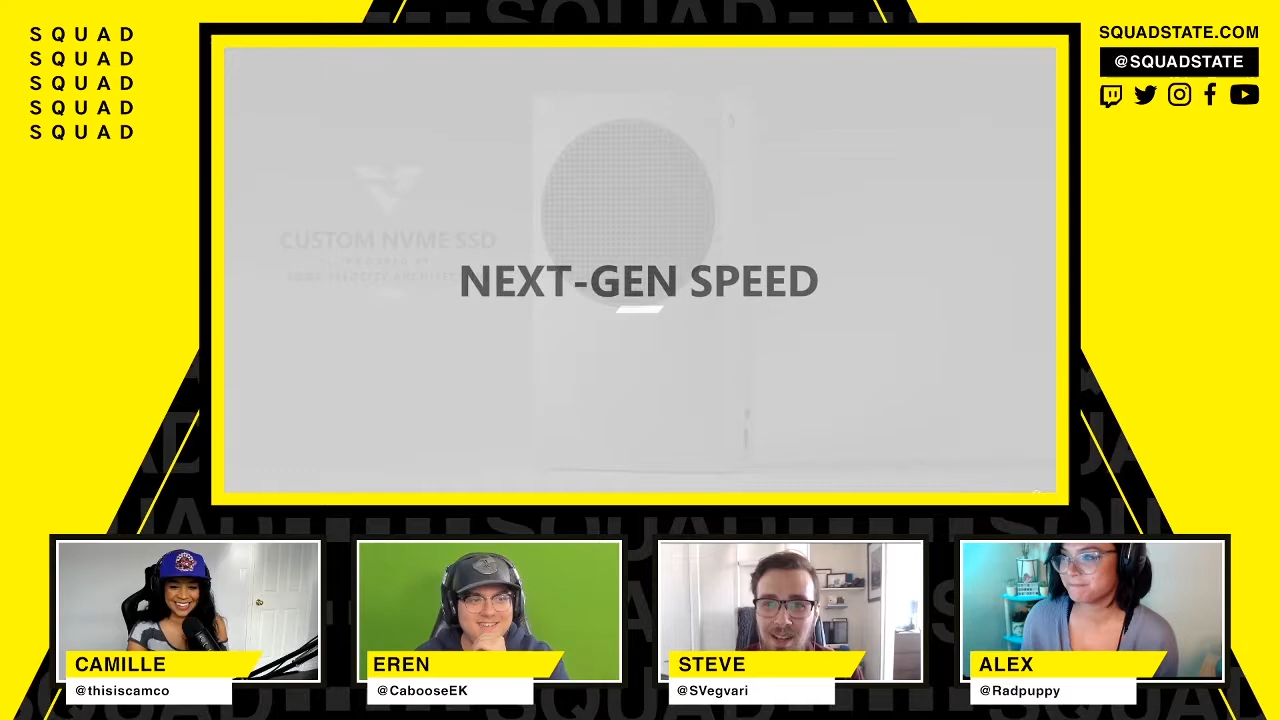 SQUAD
SQUAD
SQUAD
SQUAD
SQUAD
SQUADSTATE.COM
@SQUADSTATE
CUSTOM NVME SSD
NEXT-GEN SPEED
CAMILLE
@thisiscamco
EREN
@CabooseEK
STEVE
@SVegvari
ALEX
@Radpuppy